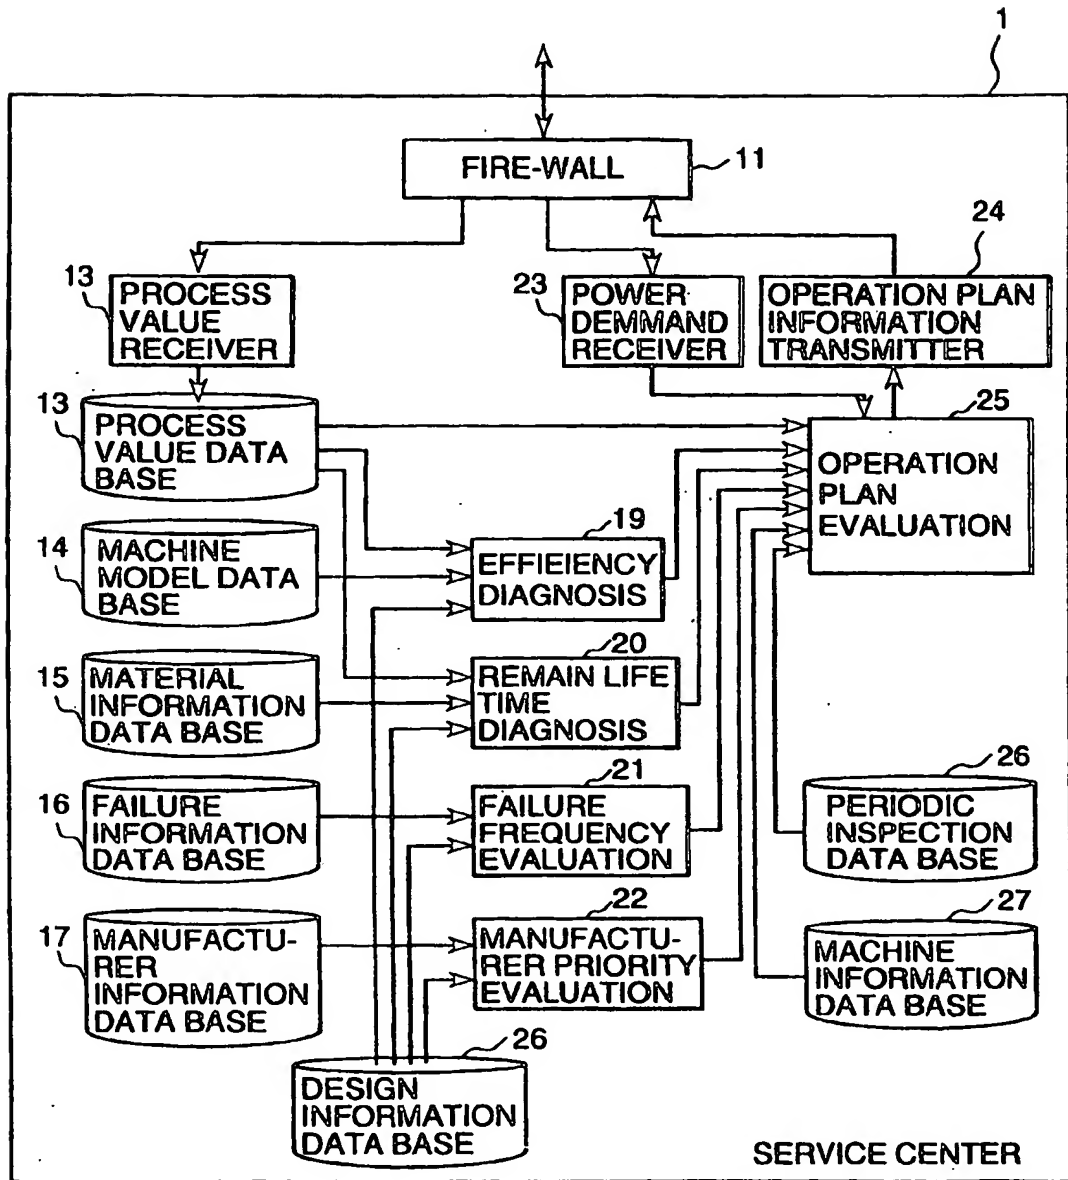 1
FIRE-WALL
11
24
13
PROCESS
VALUE
RECEIVER
23
POWER
DEMMAND
RECEIVER
OPERATION PLAN
INFORMATION
TRANSMITTER
13
PROCESS
VALUE DATA
BASE
25
OPERATION
PLAN
EVALUATION
14
MACHINE
MODEL DATA
BASE
19
EFFIEIENCY
DIAGNOSIS
15
MATERIAL
INFORMATION
DATA BASE
20
REMAIN LIFE
TIME
DIAGNOSIS
16
FAILURE
INFORMATION
DATA BASE
21
FAILURE
FREQUENCY
EVALUATION
26
PERIODIC
INSPECTION
DATA BASE
17
MANUFACTU-
RER
INFORMATION
DATA BASE
22
MANUFACTU-
RER PRIORITY
EVALUATION
27
MACHINE
INFORMATION
DATA BASE
26
DESIGN
INFORMATION
DATA BASE
SERVICE CENTER